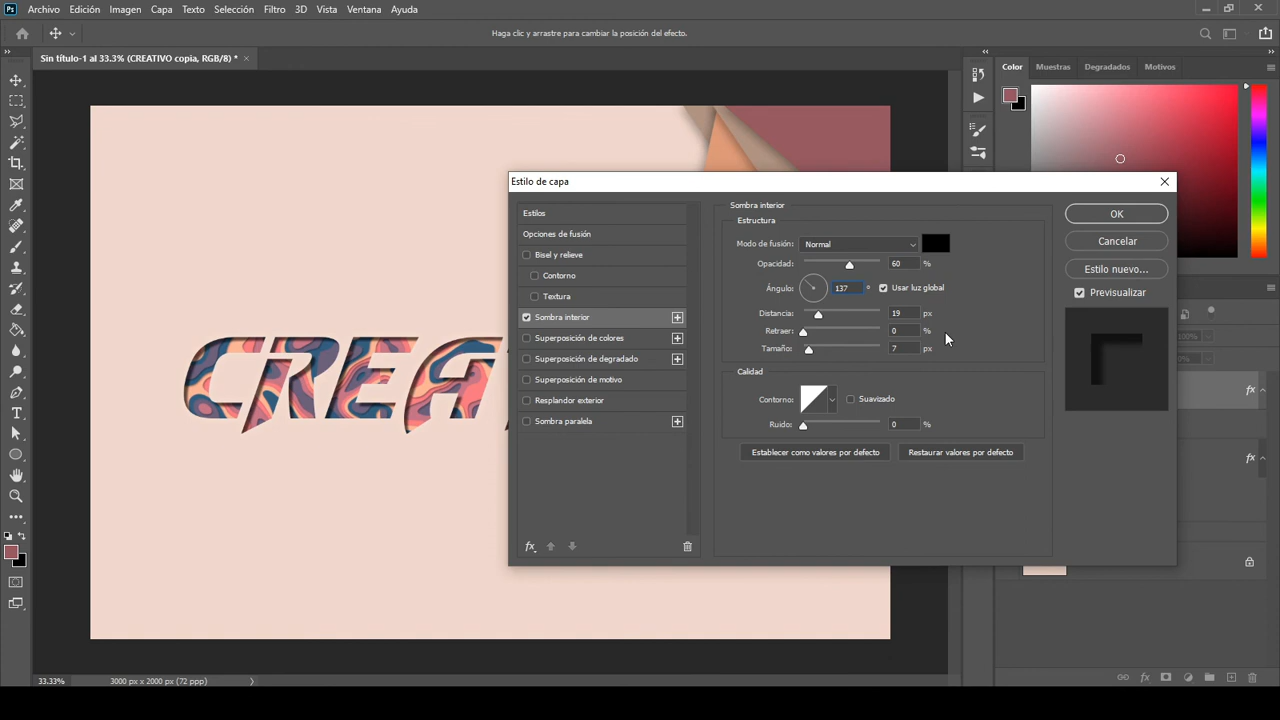 Ps Archivo Edición Imagen Capa Texto Selección Filtro 3D Vista Ventana Ayuda
Haga clic y arrastre para cambiar la posición del efecto.
Sin título-1 al 33.3% (CREATIVO copia, RGB/8) *
Color Muestras Degradados Motivos
Estilo de capa
Estilos
Opciones de fusión
Bisel y relieve
Contorno
Textura
Sombra interior
Superposición de colores
Superposición de degradado
Superposición de motivo
Resplandor exterior
Sombra paralela
fx
Sombra interior
Estructura
Modo de fusión: Normal
Opacidad: 60 %
Ángulo: 137 ° Usar luz global
Distancia: 19 px
Retraer: 0 %
Tamaño: 7 px
Calidad
Contorno: Suavizado
Ruido: 0 %
Establecer como valores por defecto Restaurar valores por defecto
OK
Cancelar
Estilo nuevo...
Previsualizar
CREA
fx
fx
33.33% 3000 px x 2000 px (72 ppp)
fx